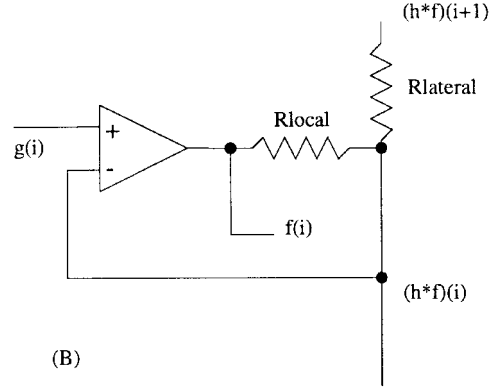 (h*f)(i+1)
Rlateral
Rlocal
+
g(i)
-
f(i)
(h*f)(i)
(B)